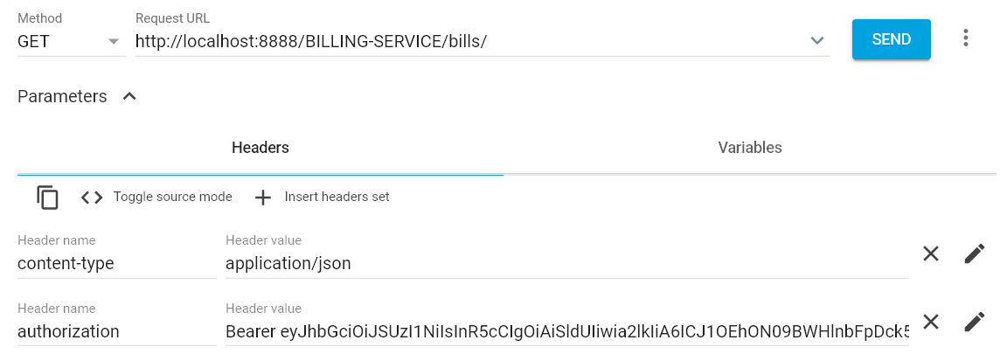 Method Request URL
GET http://localhost:8888/BILLING-SERVICE/bills/ SEND
Parameters
Headers Variables
Toggle source mode Insert headers set
Header name Header value
content-type application/json
Header name Header value
authorization Bearer eyJhbGciOiJSUzI1NiIsInR5cCIgOiAiSldUIiwia2lkIiA6ICJ1OEhON09BWHlnbFpDck5